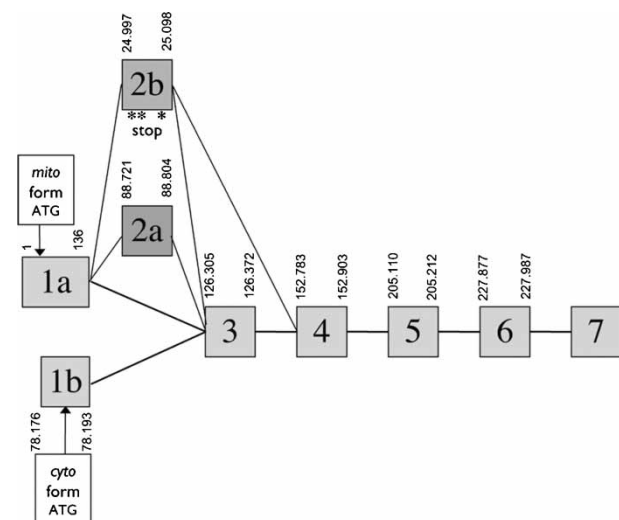 24.997
25.098
2b
*** 
stop
mito
form
ATG
88.721
88.804
2a
1
136
1a
126.305
126.372
152.783
152.903
205.110
205.212
227.877
227.987
3
4
5
6
7
1b
78.176
78.193
cyto
form
ATG